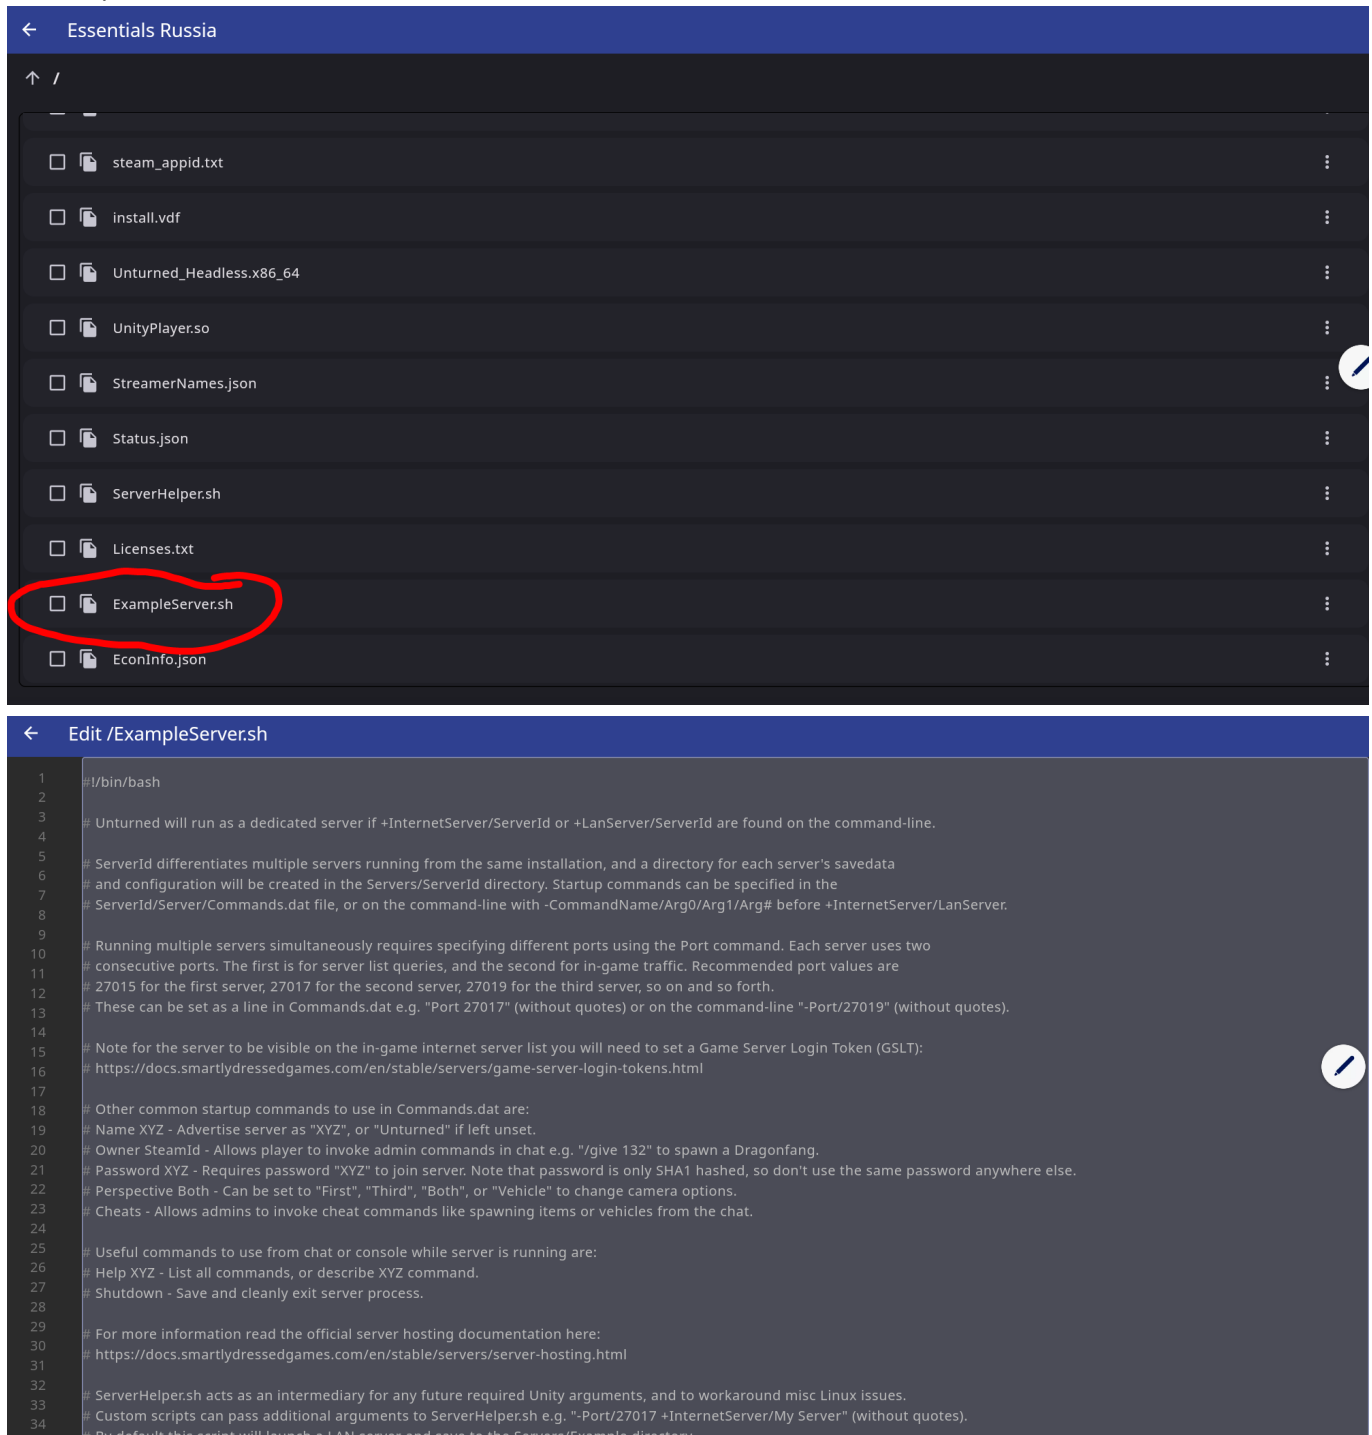 Essentials Russia
/
steam_appid.txt
install.vdf
Unturned_Headless.x86_64
UnityPlayer.so
StreamerNames.json
Status.json
ServerHelper.sh
Licenses.txt
ExampleServer.sh
EconInfo.json
Edit /ExampleServer.sh
1 #!/bin/bash
2
3 # Unturned will run as a dedicated server if +InternetServer/ServerId or +LanServer/ServerId are found on the command-line.
4
5 # ServerId differentiates multiple servers running from the same installation, and a directory for each server's savedata
6 # and configuration will be created in the Servers/ServerId directory. Startup commands can be specified in the
7 # ServerId/Server/Commands.dat file, or on the command-line with -CommandName/Arg0/Arg1/Arg# before +InternetServer/LanServer.
8
9 # Running multiple servers simultaneously requires specifying different ports using the Port command. Each server uses two
10 # consecutive ports. The first is for server list queries, and the second for in-game traffic. Recommended port values are
11 # 27015 for the first server, 27017 for the second server, 27019 for the third server, so on and so forth.
12 # These can be set as a line in Commands.dat e.g. "Port 27017" (without quotes) or on the command-line "-Port/27019" (without quotes).
13
14 # Note for the server to be visible on the in-game internet server list you will need to set a Game Server Login Token (GSLT):
15 # https://docs.smartlydressedgames.com/en/stable/servers/game-server-login-tokens.html
16
17 # Other common startup commands to use in Commands.dat are:
18 # Name XYZ - Advertise server as "XYZ", or "Unturned" if left unset.
19 # Owner SteamId - Allows player to invoke admin commands in chat e.g. "/give 132" to spawn a Dragonfang.
20 # Password XYZ - Requires password "XYZ" to join server. Note that password is only SHA1 hashed, so don't use the same password anywhere else.
21 # Perspective Both - Can be set to "First", "Third", "Both", or "Vehicle" to change camera options.
22 # Cheats - Allows admins to invoke cheat commands like spawning items or vehicles from the chat.
23
24 # Useful commands to use from chat or console while server is running are:
25 # Help XYZ - List all commands, or describe XYZ command.
26 # Shutdown - Save and cleanly exit server process.
27
28 # For more information read the official server hosting documentation here:
29 # https://docs.smartlydressedgames.com/en/stable/servers/server-hosting.html
30
31 # ServerHelper.sh acts as an intermediary for any future required Unity arguments, and to workaround misc Linux issues.
32 # Custom scripts can pass additional arguments to ServerHelper.sh e.g. "-Port/27017 +InternetServer/My Server" (without quotes).
33 # By default this script will launch a LAN server and save to the Servers/Example directory.
34